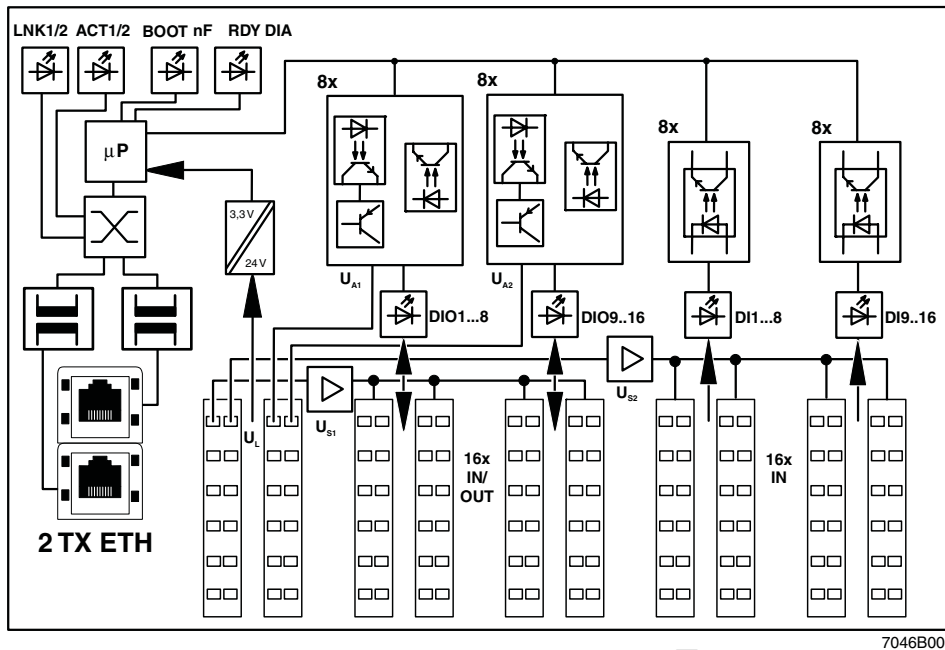 LNK1/2 ACT1/2 BOOT nF RDY DIA
8x
8x
8x
8x
µP
3,3 V
24 V
UA1
UA2
DIO1...8
DIO9..16
DI1...8
DI9..16
US1
US2
UL
16x
IN/
OUT
16x
IN
2 TX ETH
7046B00